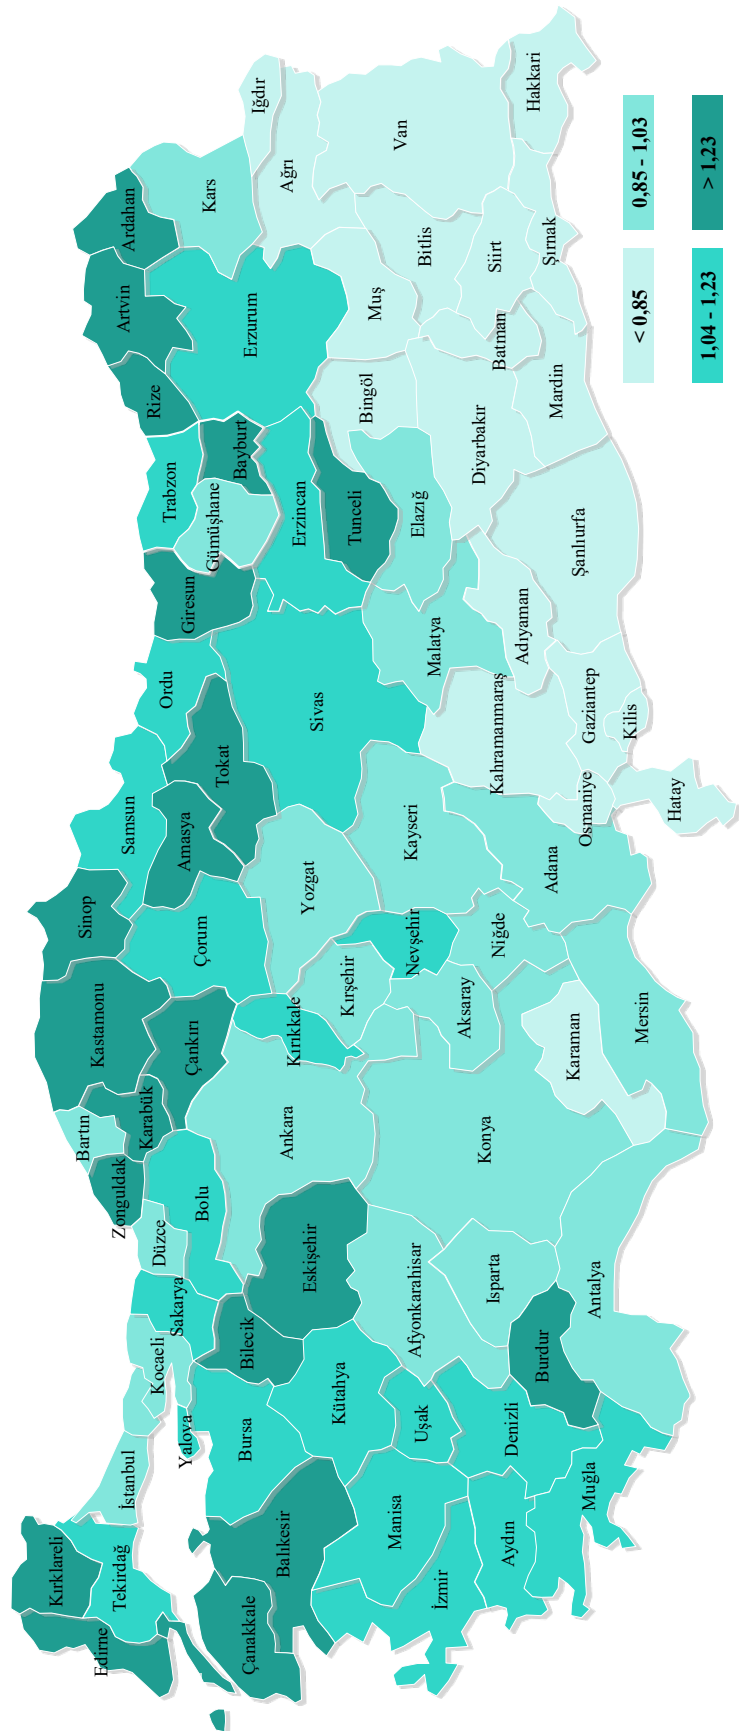 Kırklareli
Edirne
Tekirdağ
İstanbul
Kocaeli
Yalova
Sakarya
Düzce
Zonguldak
Bartın
Karabük
Kastamonu
Sinop
Çankırı
Bolu
Çorum
Samsun
Amasya
Tokat
Ordu
Giresun
Trabzon
Gümüşhane
Bayburt
Rize
Artvin
Ardahan
Kars
Iğdır
Ağrı
Erzurum
Erzincan
Tunceli
Sivas
Yozgat
Kırıkkale
Kırşehir
Ankara
Eskişehir
Bilecik
Bursa
Balıkesir
Çanakkale
Kütahya
Manisa
İzmir
Uşak
Afyonkarahisar
Aydın
Denizli
Muğla
Burdur
Isparta
Antalya
Konya
Karaman
Mersin
Aksaray
Niğde
Nevşehir
Kayseri
Adana
Osmaniye
Hatay
Kahramanmaraş
Gaziantep
Kilis
Malatya
Adıyaman
Şanlıurfa
Elazığ
Diyarbakır
Bingöl
Muş
Bitlis
Van
Batman
Siirt
Mardin
Şırnak
Hakkari
< 0,85
0,85 - 1,03
1,04 - 1,23
> 1,23